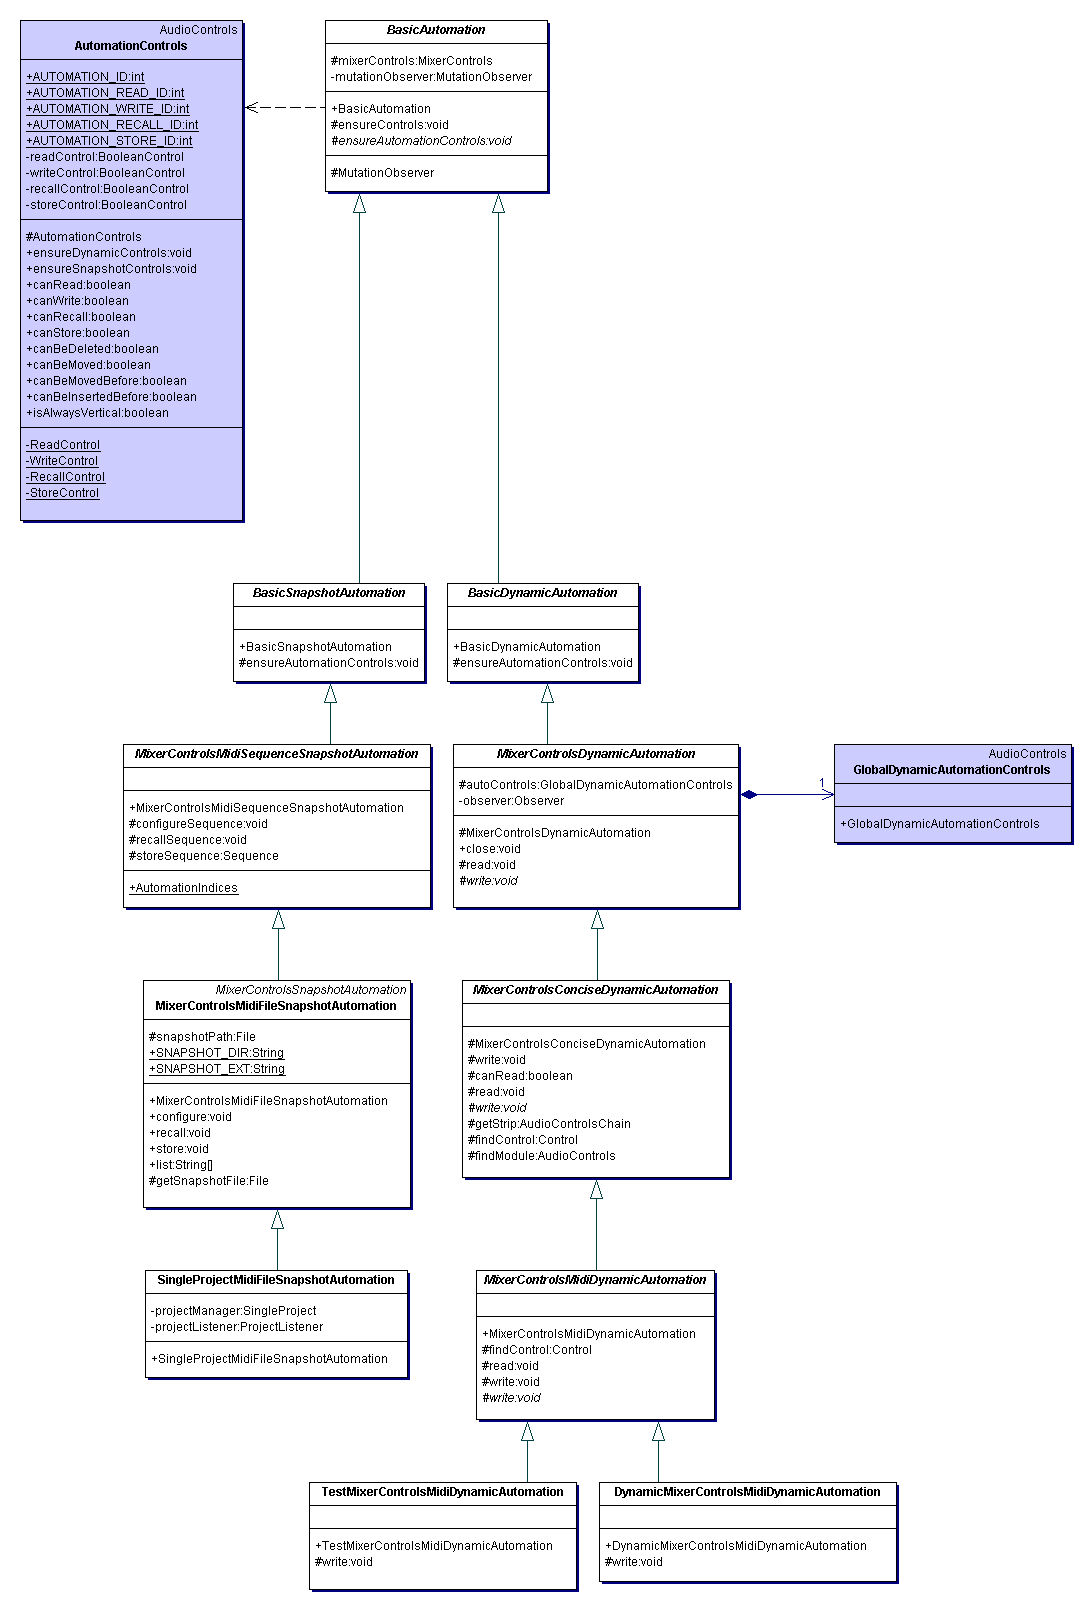 AudioControls
AutomationControls
+AUTOMATION_ID:int
+AUTOMATION_READ_ID:int
+AUTOMATION_WRITE_ID:int
+AUTOMATION_RECALL_ID:int
+AUTOMATION_STORE_ID:int
-readControl:BooleanControl
-writeControl:BooleanControl
-recallControl:BooleanControl
-storeControl:BooleanControl
#AutomationControls
+ensureDynamicControls:void
+ensureSnapshotControls:void
+canRead:boolean
+canWrite:boolean
+canRecall:boolean
+canStore:boolean
+canBeDeleted:boolean
+canBeMoved:boolean
+canBeMovedBefore:boolean
+canBeInsertedBefore:boolean
+isAlwaysVertical:boolean
-ReadControl
-WriteControl
-RecallControl
-StoreControl
BasicAutomation
#mixerControls:MixerControls
-mutationObserver:MutationObserver
+BasicAutomation
#ensureControls:void
#ensureAutomationControls:void
#MutationObserver
BasicSnapshotAutomation
+BasicSnapshotAutomation
#ensureAutomationControls:void
BasicDynamicAutomation
+BasicDynamicAutomation
#ensureAutomationControls:void
MixerControlsMidiSequenceSnapshotAutomation
+MixerControlsMidiSequenceSnapshotAutomation
#configureSequence:void
#recallSequence:void
#storeSequence:Sequence
+AutomationIndices
MixerControlsDynamicAutomation
#autoControls:GlobalDynamicAutomationControls
-observer:Observer
#MixerControlsDynamicAutomation
+close:void
#read:void
#write:void
1
AudioControls
GlobalDynamicAutomationControls
+GlobalDynamicAutomationControls
MixerControlsSnapshotAutomation
MixerControlsMidiFileSnapshotAutomation
#snapshotPath:File
+SNAPSHOT_DIR:String
+SNAPSHOT_EXT:String
+MixerControlsMidiFileSnapshotAutomation
+configure:void
+recall:void
+store:void
+list:String[]
#getSnapshotFile:File
MixerControlsConciseDynamicAutomation
#MixerControlsConciseDynamicAutomation
#write:void
#canRead:boolean
#read:void
#write:void
#getStrip:AudioControlsChain
#findControl:Control
#findModule:AudioControls
SingleProjectMidiFileSnapshotAutomation
-projectManager:SingleProject
-projectListener:ProjectListener
+SingleProjectMidiFileSnapshotAutomation
MixerControlsMidiDynamicAutomation
+MixerControlsMidiDynamicAutomation
#findControl:Control
#read:void
#write:void
#write:void
TestMixerControlsMidiDynamicAutomation
+TestMixerControlsMidiDynamicAutomation
#write:void
DynamicMixerControlsMidiDynamicAutomation
+DynamicMixerControlsMidiDynamicAutomation
#write:void